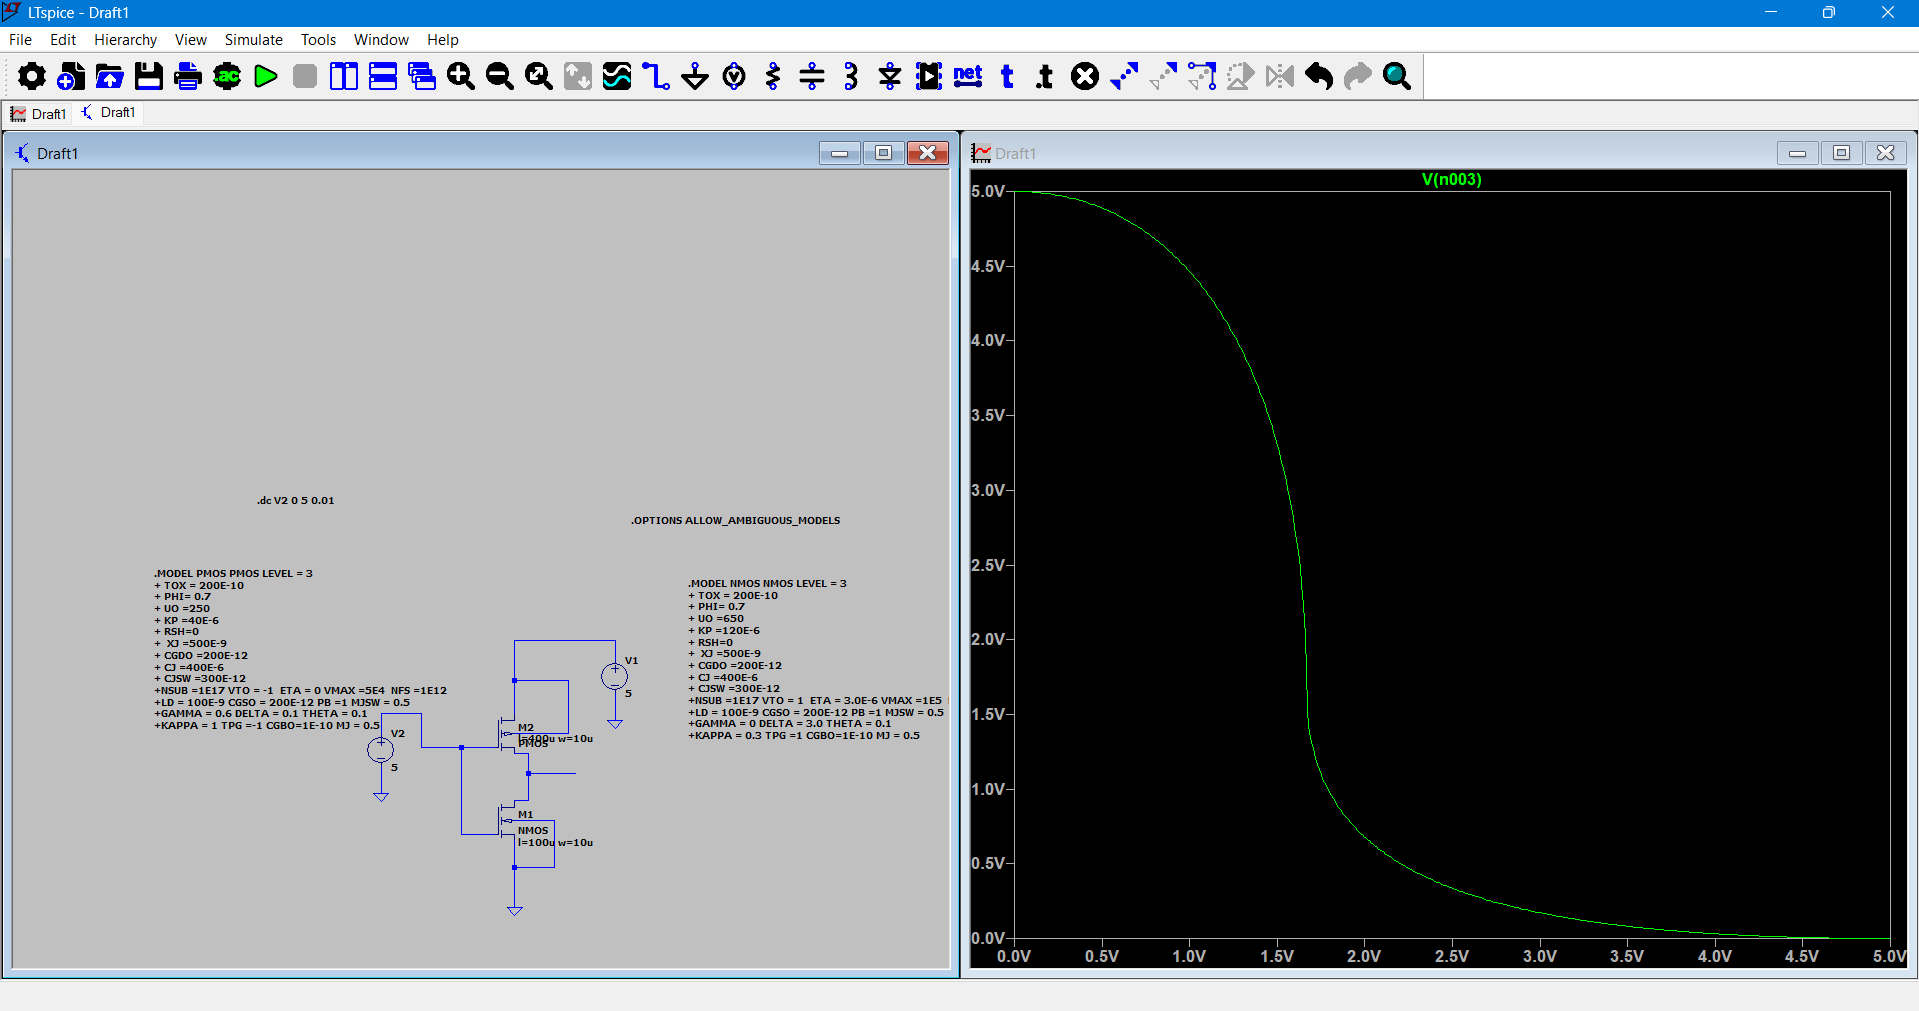 LTspice - Draft1
File Edit Hierarchy View Simulate Tools Window Help
ac
net t .t
Draft1 Draft1
Draft1
.dc V2 0 5 0.01
.OPTIONS ALLOW_AMBIGUOUS_MODELS
.MODEL PMOS PMOS LEVEL = 3
+ TOX = 200E-10
+ PHI= 0.7
+ UO =250
+ KP =40E-6
+ RSH=0
+ XJ =500E-9
+ CGDO =200E-12
+ CJ =400E-6
+ CJSW =300E-12
+NSUB =1E17 VTO = -1 ETA = 0 VMAX =5E4 NFS =1E12
+LD = 100E-9 CGSO = 200E-12 PB =1 MJSW = 0.5
+GAMMA = 0.6 DELTA = 0.1 THETA = 0.1
+KAPPA = 1 TPG =-1 CGBO=1E-10 MJ = 0.5
.MODEL NMOS NMOS LEVEL = 3
+ TOX = 200E-10
+ PHI= 0.7
+ UO =650
+ KP =120E-6
+ RSH=0
+ XJ =500E-9
+ CGDO =200E-12
+ CJ =400E-6
+ CJSW =300E-12
+NSUB =1E17 VTO = 1 ETA = 3.0E-6 VMAX =1E5
+LD = 100E-9 CGSO = 200E-12 PB =1 MJSW = 0.5
+GAMMA = 0 DELTA = 3.0 THETA = 0.1
+KAPPA = 0.3 TPG =1 CGBO=1E-10 MJ = 0.5
V1
5
V2
5
M2
l=400u w=10u
PMOS
M1
NMOS
l=100u w=10u
Draft1
V(n003)
5.0V
4.5V
4.0V
3.5V
3.0V
2.5V
2.0V
1.5V
1.0V
0.5V
0.0V
0.0V 0.5V 1.0V 1.5V 2.0V 2.5V 3.0V 3.5V 4.0V 4.5V 5.0V